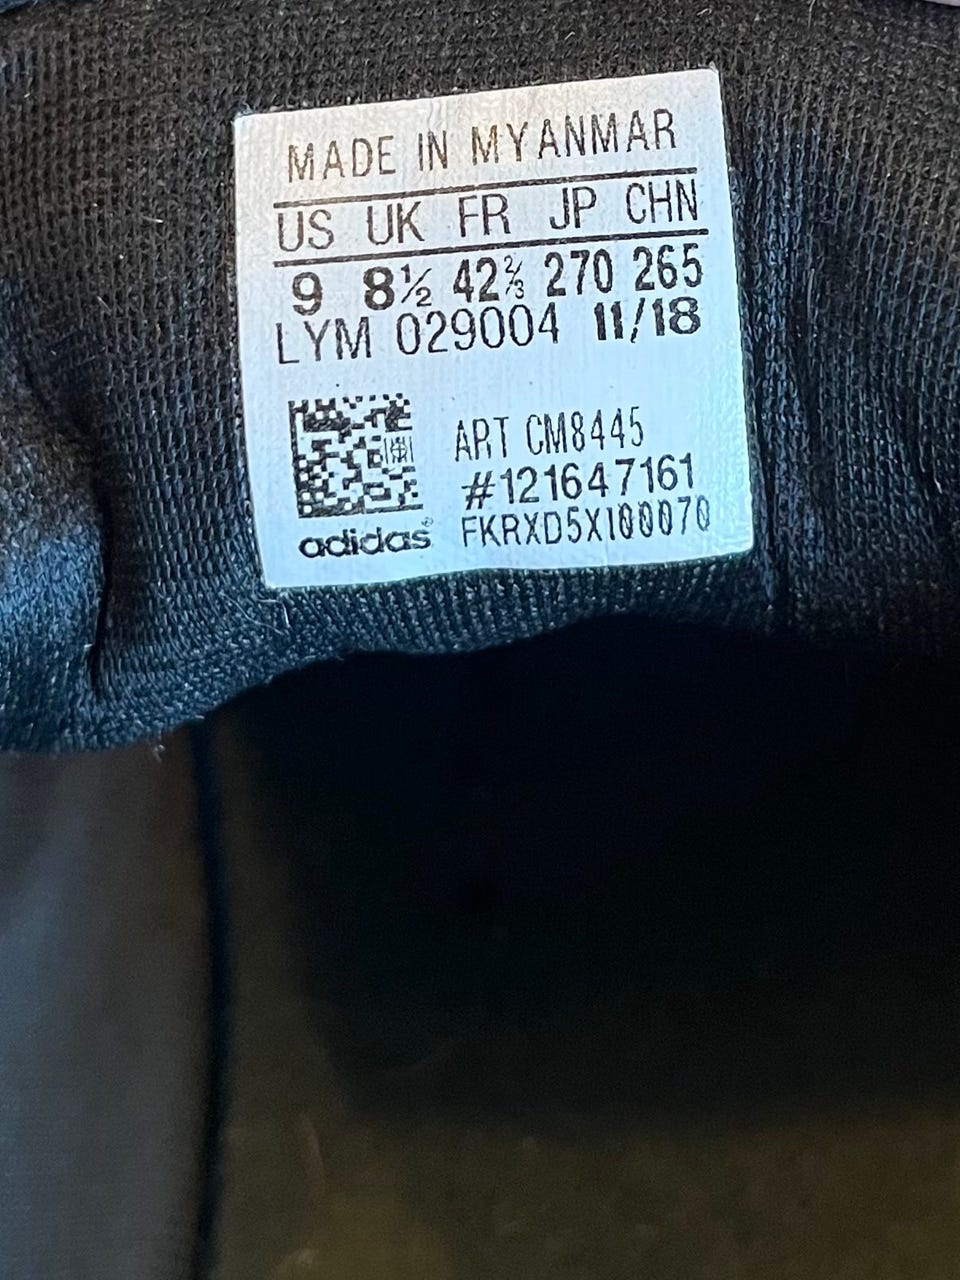 MADE IN MYANMAR
US UK FR JP CHN
9 8½ 42⅔ 270 265
LYM 029004 11/18
ART CM8445
#121647161
adidas® FKRXD5X100070